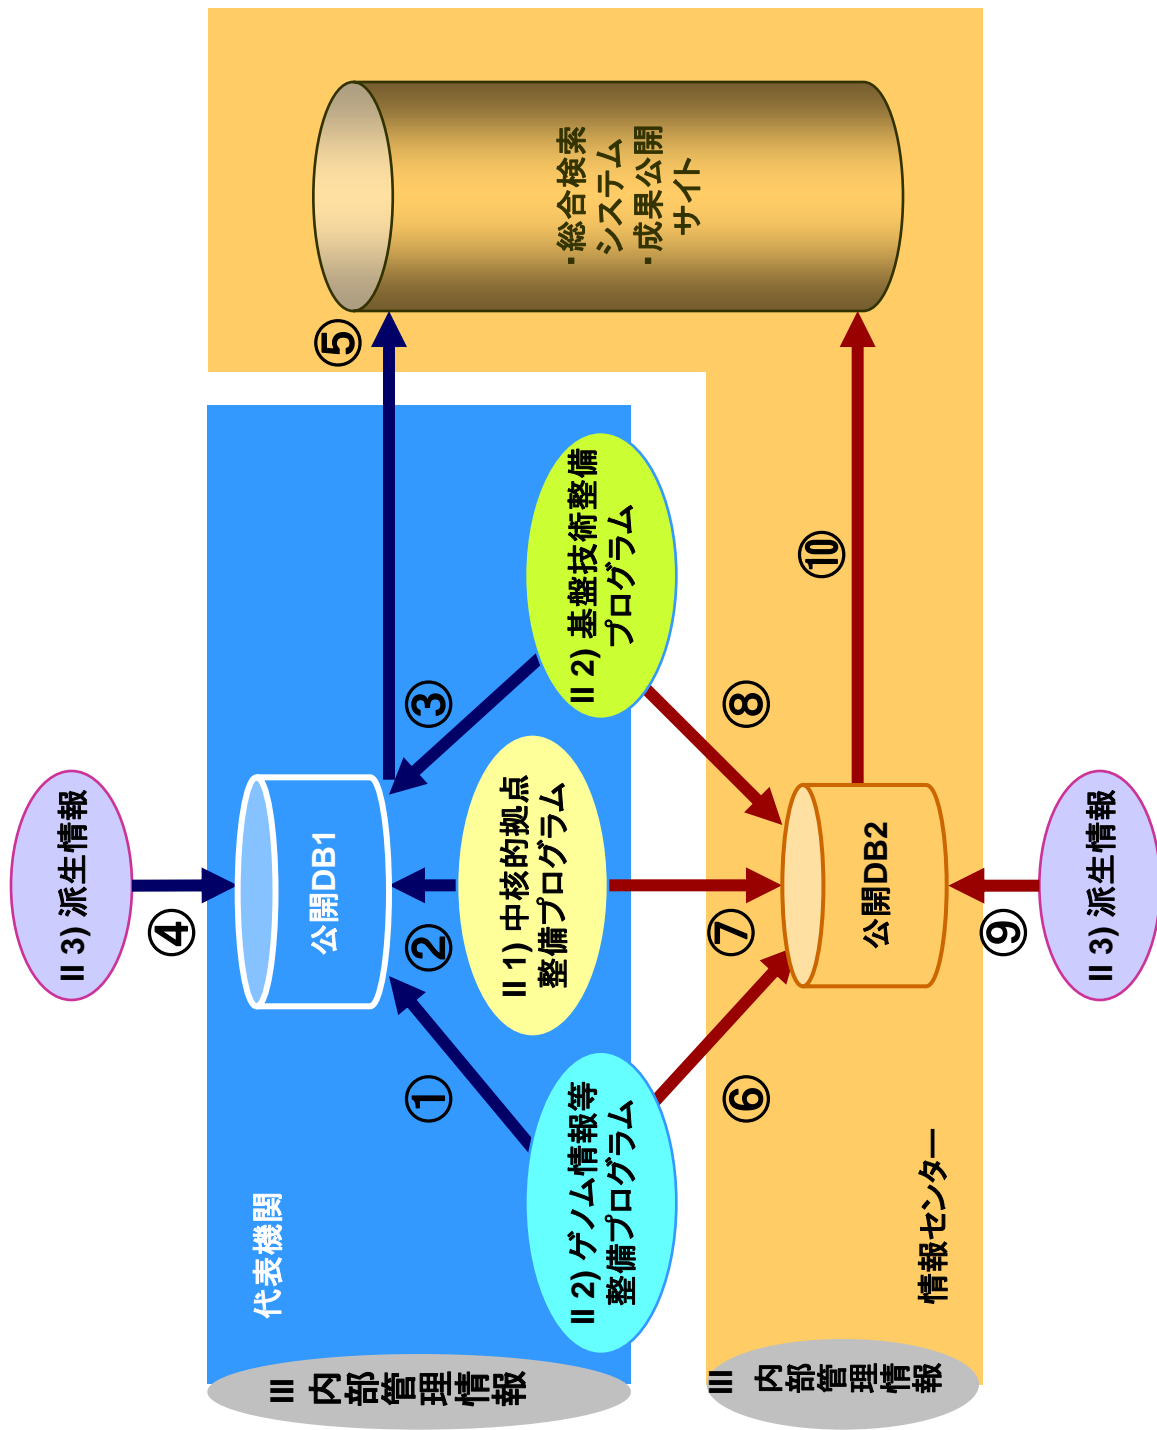 III 内部管理情報
代表機関
II 3) 派生情報
④
公開DB1
①
②
③
⑤
II 2) ゲノム情報等
整備プログラム
II 1) 中核的拠点
整備プログラム
II 2) 基盤技術整備
プログラム
・総合検索
システム
・成果公開
サイト
III 内部管理情報
⑥
⑦
⑧
⑩
公開DB2
情報センター
⑨
II 3) 派生情報